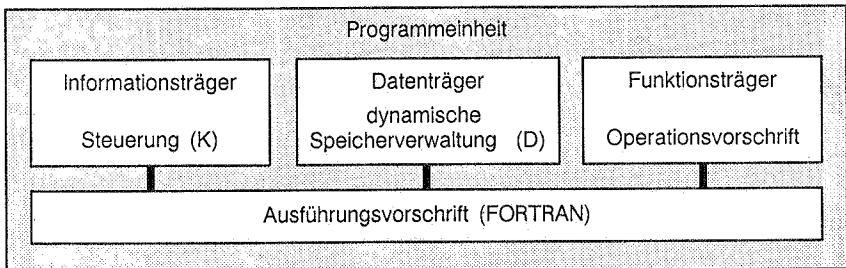 Programmeinheit
Informationsträger
Steuerung (K)
Datenträger
dynamische
Speicherverwaltung (D)
Funktionsträger
Operationsvorschrift
Ausführungsvorschrift (FORTRAN)